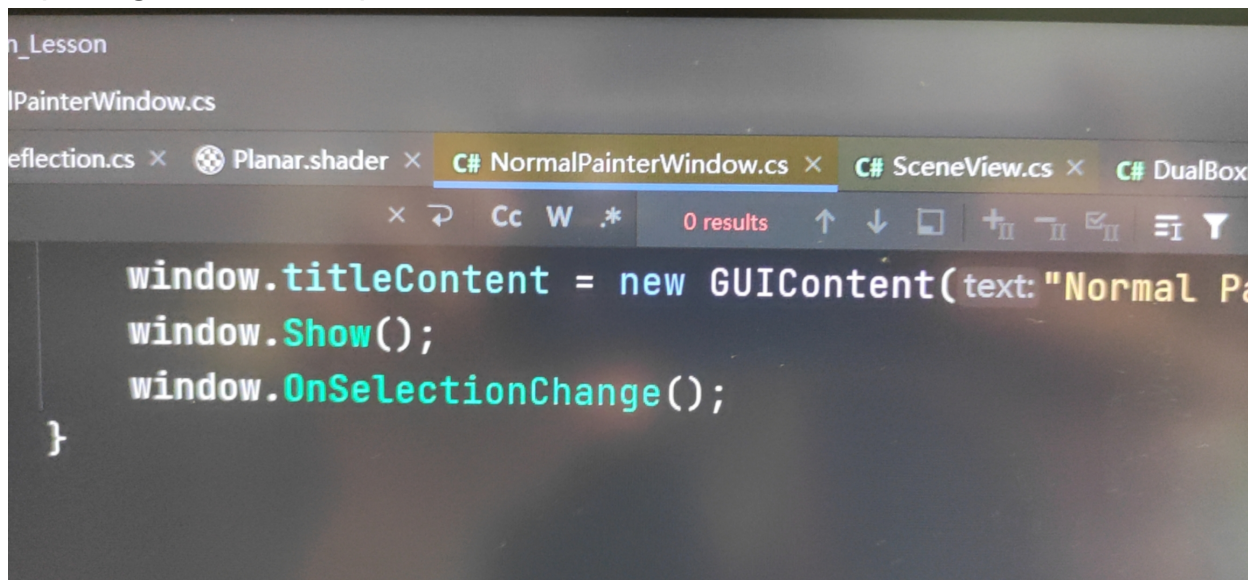 n_Lesson
lPainterWindow.cs
eflection.cs × Planar.shader × C# NormalPainterWindow.cs × C# SceneView.cs × C# DualBox
× Cc W .* 0 results ↑ ↓
window.titleContent = new GUIContent( text: "Normal Pa
window.Show();
window.OnSelectionChange();
}